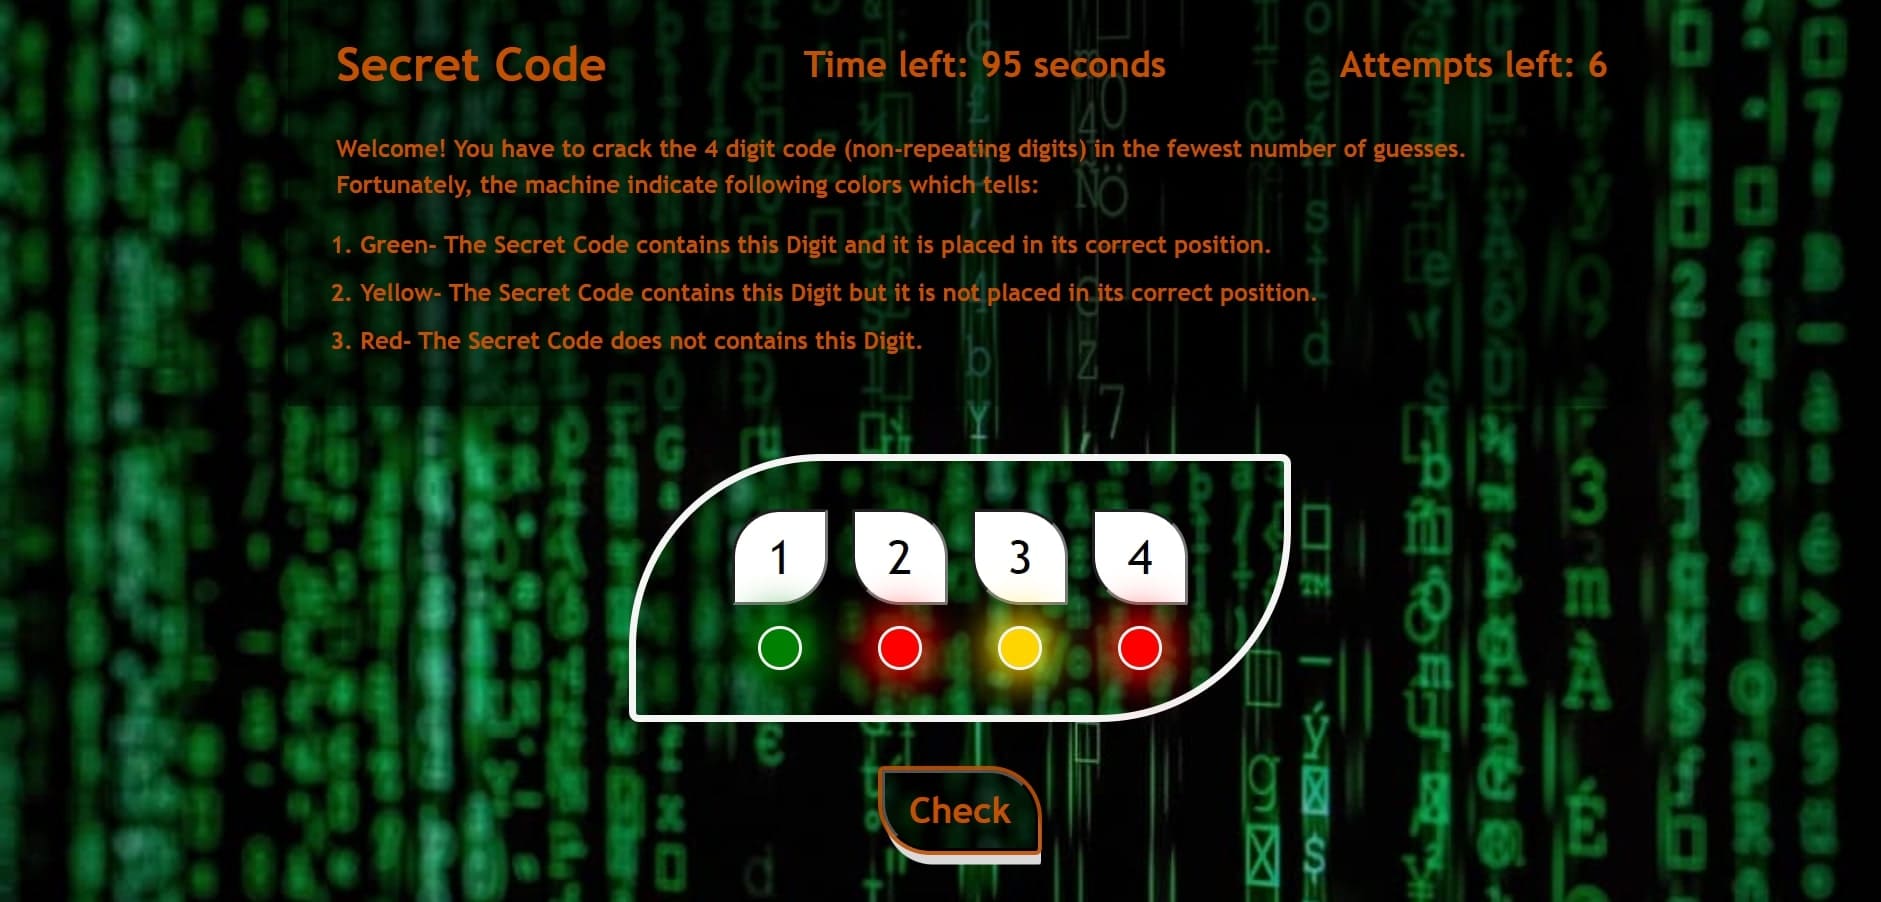 Secret Code
Time left: 95 seconds
Attempts left: 6
Welcome! You have to crack the 4 digit code (non-repeating digits) in the fewest number of guesses.
Fortunately, the machine indicate following colors which tells:
1. Green- The Secret Code contains this Digit and it is placed in its correct position.
2. Yellow- The Secret Code contains this Digit but it is not placed in its correct position.
3. Red- The Secret Code does not contains this Digit.
1 2 3 4
Check